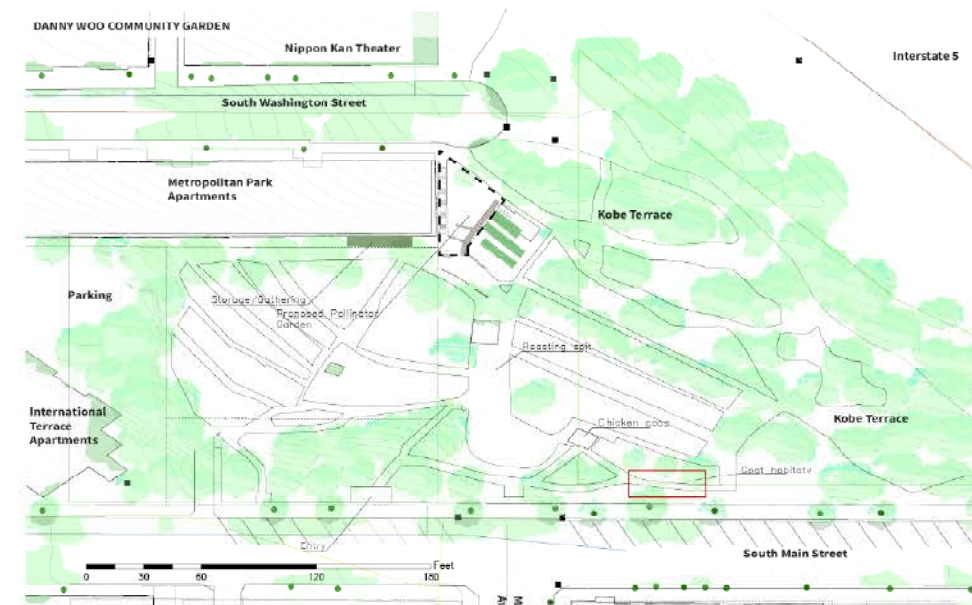 DANNY WOO COMMUNITY GARDEN
Nippon Kan Theater
Interstate 5
South Washington Street
Metropolitan Park
Apartments
Kobe Terrace
Parking
Storage/Gathering
Proposed Pollinator
Garden
Roasting spit
International
Terrace
Apartments
Chicken coop
Kobe Terrace
Goat habitate
Entry
South Main Street
Feet
0 30 60 120 180